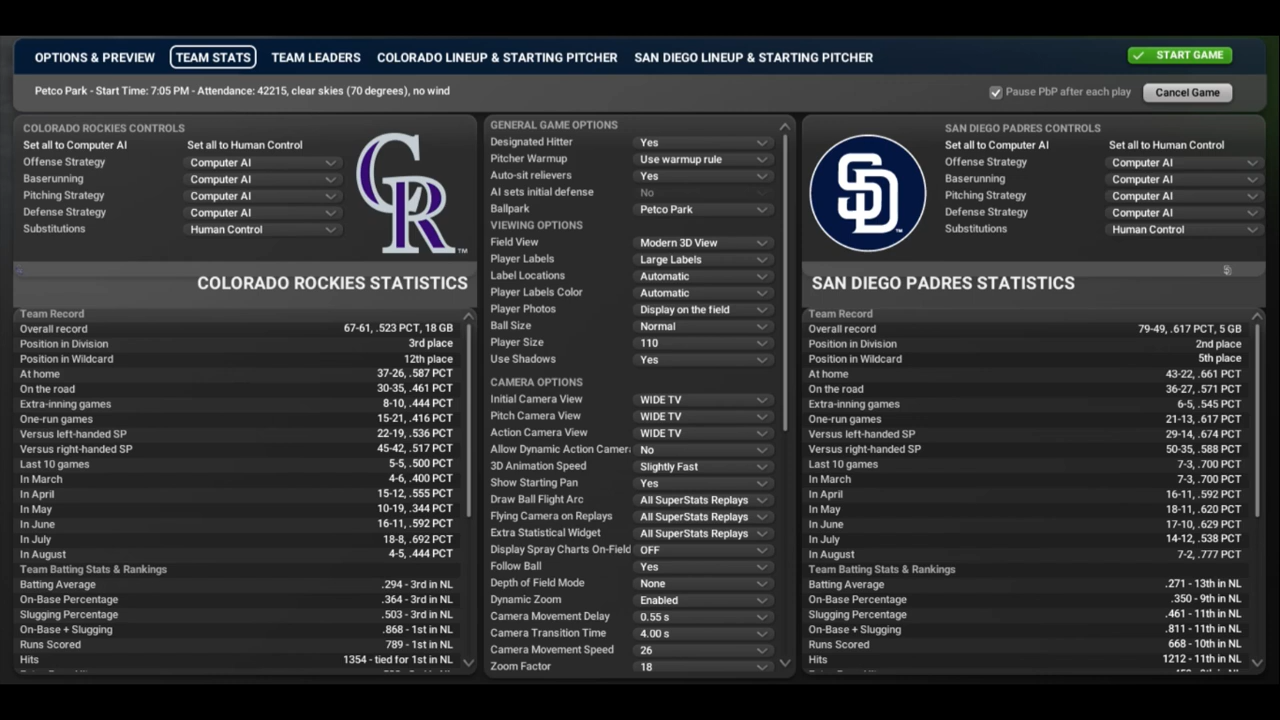 OPTIONS & PREVIEW TEAM STATS TEAM LEADERS COLORADO LINEUP & STARTING PITCHER SAN DIEGO LINEUP & STARTING PITCHER START GAME
Petco Park - Start Time: 7:05 PM - Attendance: 42215, clear skies (70 degrees), no wind Pause PbP after each play Cancel Game
COLORADO ROCKIES CONTROLS
Set all to Computer AI Set all to Human Control
Offense Strategy Computer AI
Baserunning Computer AI
Pitching Strategy Computer AI
Defense Strategy Computer AI
Substitutions Human Control
CR
TM
COLORADO ROCKIES STATISTICS
Team Record
Overall record 67-61, .523 PCT, 18 GB
Position in Division 3rd place
Position in Wildcard 12th place
At home 37-26, .587 PCT
On the road 30-35, .461 PCT
Extra-inning games 8-10, .444 PCT
One-run games 15-21, .416 PCT
Versus left-handed SP 22-19, .536 PCT
Versus right-handed SP 45-42, .517 PCT
Last 10 games 5-5, .500 PCT
In March 4-6, .400 PCT
In April 15-12, .555 PCT
In May 10-19, .344 PCT
In June 16-11, .592 PCT
In July 18-8, .692 PCT
In August 4-5, .444 PCT
Team Batting Stats & Rankings
Batting Average .294 - 3rd in NL
On-Base Percentage .364 - 3rd in NL
Slugging Percentage .503 - 3rd in NL
On-Base + Slugging .868 - 1st in NL
Runs Scored 789 - 1st in NL
Hits 1354 - tied for 1st in NL
GENERAL GAME OPTIONS
Designated Hitter Yes
Pitcher Warmup Use warmup rule
Auto-sit relievers Yes
AI sets initial defense No
Ballpark Petco Park
VIEWING OPTIONS
Field View Modern 3D View
Player Labels Large Labels
Label Locations Automatic
Player Labels Color Automatic
Player Photos Display on the field
Ball Size Normal
Player Size 110
Use Shadows Yes
CAMERA OPTIONS
Initial Camera View WIDE TV
Pitch Camera View WIDE TV
Action Camera View WIDE TV
Allow Dynamic Action Camera No
3D Animation Speed Slightly Fast
Show Starting Pan Yes
Draw Ball Flight Arc All SuperStats Replays
Flying Camera on Replays All SuperStats Replays
Extra Statistical Widget All SuperStats Replays
Display Spray Charts On-Field OFF
Follow Ball Yes
Depth of Field Mode None
Dynamic Zoom Enabled
Camera Movement Delay 0.55 s
Camera Transition Time 4.00 s
Camera Movement Speed 26
Zoom Factor 18
SD
TM
SAN DIEGO PADRES CONTROLS
Set all to Computer AI Set all to Human Control
Offense Strategy Computer AI
Baserunning Computer AI
Pitching Strategy Computer AI
Defense Strategy Computer AI
Substitutions Human Control
SAN DIEGO PADRES STATISTICS
Team Record
Overall record 79-49, .617 PCT, 5 GB
Position in Division 2nd place
Position in Wildcard 5th place
At home 43-22, .661 PCT
On the road 36-27, .571 PCT
Extra-inning games 6-5, .545 PCT
One-run games 21-13, .617 PCT
Versus left-handed SP 29-14, .674 PCT
Versus right-handed SP 50-35, .588 PCT
Last 10 games 7-3, .700 PCT
In March 7-3, .700 PCT
In April 16-11, .592 PCT
In May 18-11, .620 PCT
In June 17-10, .629 PCT
In July 14-12, .538 PCT
In August 7-2, .777 PCT
Team Batting Stats & Rankings
Batting Average .271 - 13th in NL
On-Base Percentage .350 - 9th in NL
Slugging Percentage .461 - 11th in NL
On-Base + Slugging .811 - 11th in NL
Runs Scored 668 - 10th in NL
Hits 1212 - 11th in NL